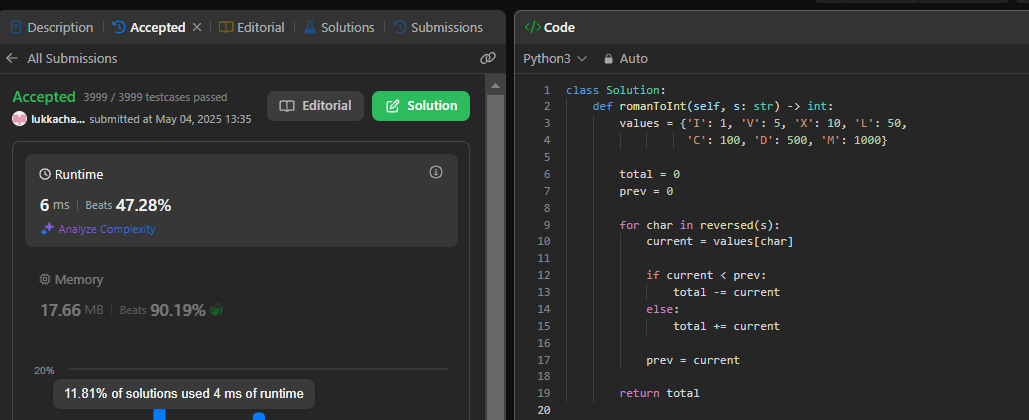 Description
Accepted
Editorial
Solutions
Submissions
All Submissions
Accepted 3999 / 3999 testcases passed
lukkacha... submitted at May 04, 2025 13:35
Editorial
Solution
Runtime
6 ms | Beats 47.28%
Analyze Complexity
Memory
17.66 MB | Beats 90.19%
20%
11.81% of solutions used 4 ms of runtime
</> Code
Python3
Auto
1 class Solution:
2     def romanToInt(self, s: str) -> int:
3         values = {'I': 1, 'V': 5, 'X': 10, 'L': 50,
4                   'C': 100, 'D': 500, 'M': 1000}
5
6         total = 0
7         prev = 0
8
9         for char in reversed(s):
10             current = values[char]
11
12             if current < prev:
13                 total -= current
14             else:
15                 total += current
16
17             prev = current
18
19         return total
20